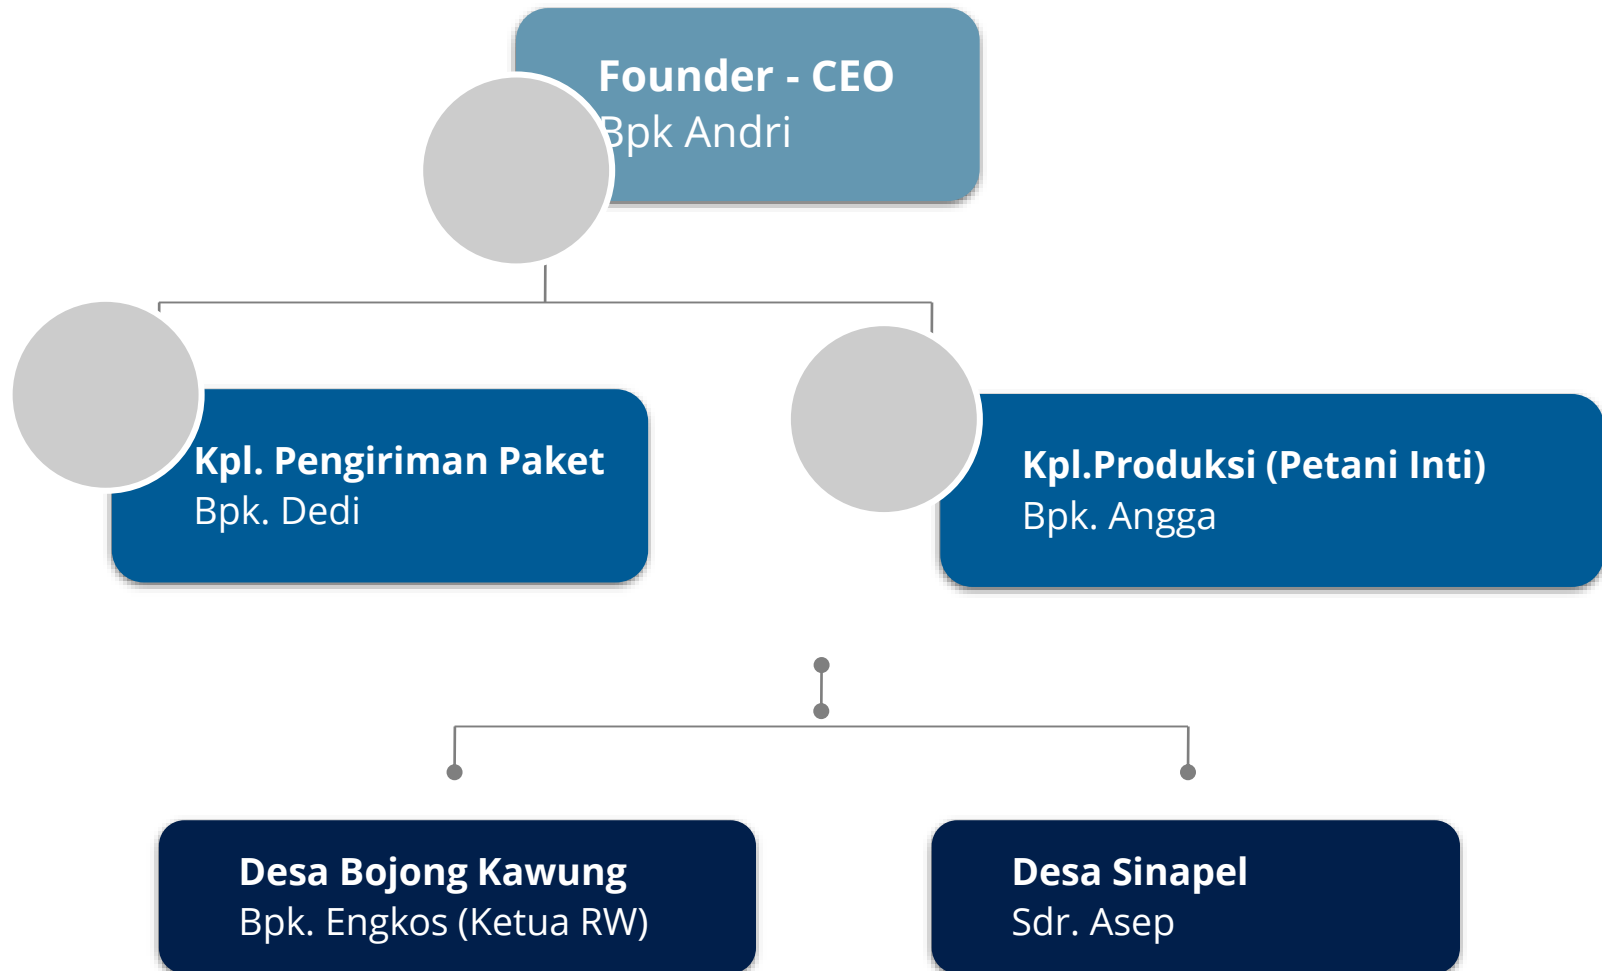 Founder - CEO
Bpk Andri
Kpl. Pengiriman Paket
Bpk. Dedi
Kpl.Produksi (Petani Inti)
Bpk. Angga
Desa Bojong Kawung
Bpk. Engkos (Ketua RW)
Desa Sinapel
Sdr. Asep